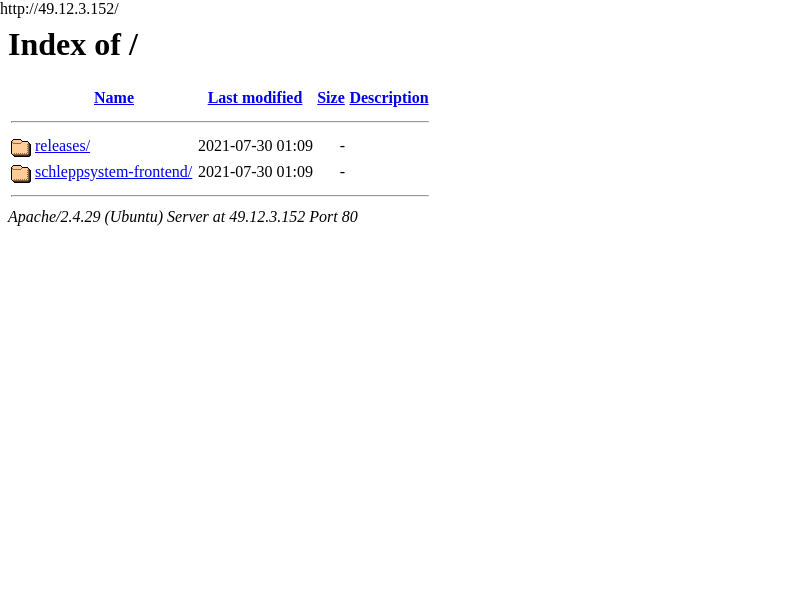 http://49.12.3.152/
Index of /
Name Last modified Size Description
releases/ 2021-07-30 01:09 -
schleppsystem-frontend/ 2021-07-30 01:09 -
Apache/2.4.29 (Ubuntu) Server at 49.12.3.152 Port 80